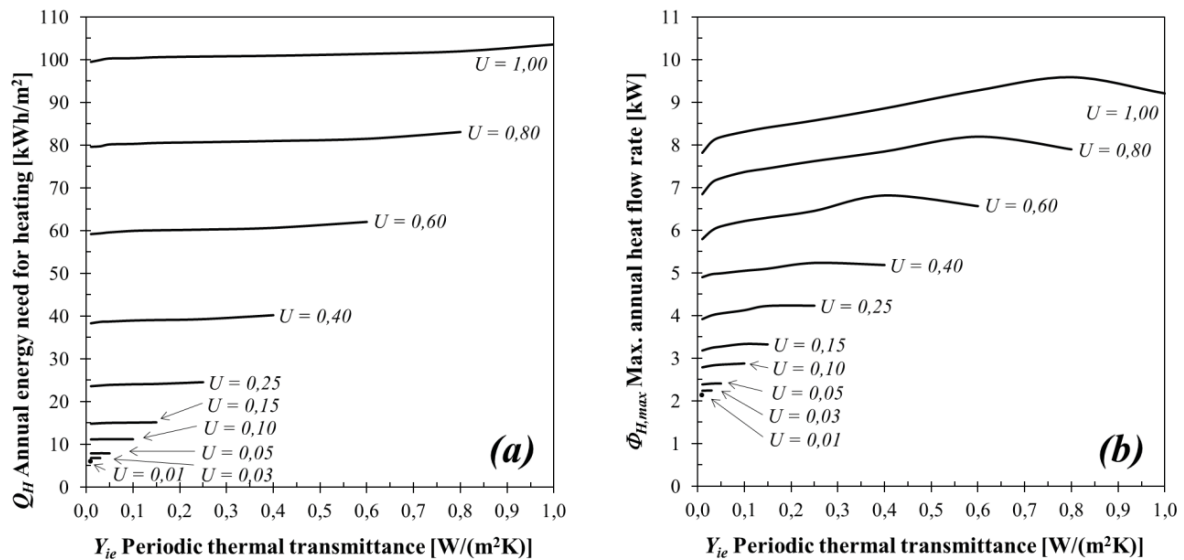 110
100
90
80
70
60
50
40
30
20
10
0
Q_H Annual energy need for heating [kWh/m²]
U = 1,00
U = 0,80
U = 0,60
U = 0,40
U = 0,25
U = 0,15
U = 0,10
U = 0,05
U = 0,01 U = 0,03
(a)
0,0 0,1 0,2 0,3 0,4 0,5 0,6 0,7 0,8 0,9 1,0
Y_ie Periodic thermal transmittance [W/(m²K)]
11
10
9
8
7
6
5
4
3
2
1
0
Φ_H,max Max. annual heat flow rate [kW]
U = 1,00
U = 0,80
U = 0,60
U = 0,40
U = 0,25
U = 0,15
U = 0,10
U = 0,05
U = 0,03
U = 0,01
(b)
0,0 0,1 0,2 0,3 0,4 0,5 0,6 0,7 0,8 0,9 1,0
Y_ie Periodic thermal transmittance [W/(m²K)]